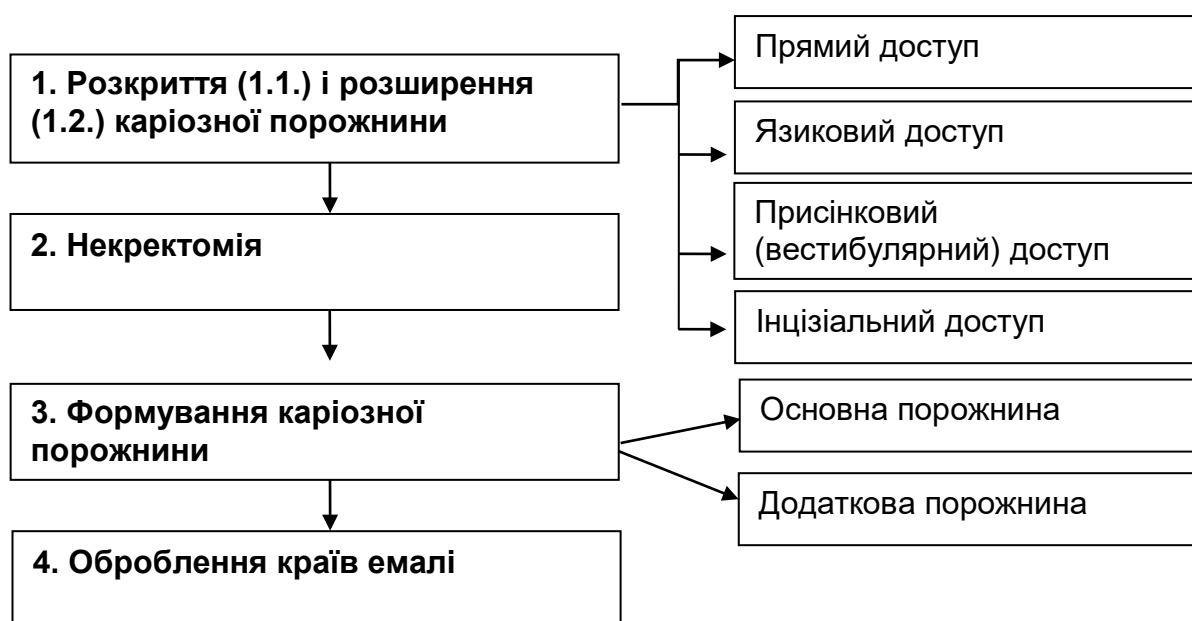 1. Розкриття (1.1.) і розширення
(1.2.) каріозної порожнини
Прямий доступ
Язиковий доступ
Присінковий
(вестибулярний) доступ
Інцізіальний доступ
2. Некректомія
3. Формування каріозної
порожнини
Основна порожнина
Додаткова порожнина
4. Оброблення країв емалі